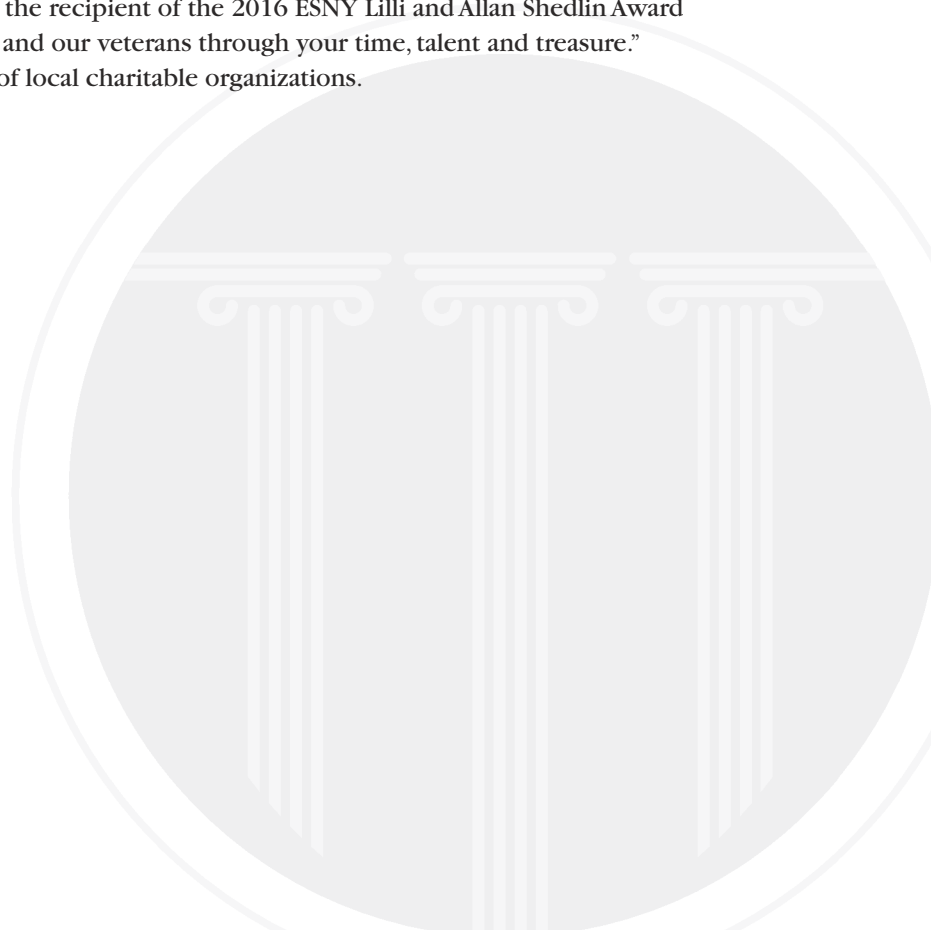 the recipient of the 2016 ESNY Lilli and Allan Shedlin Award
and our veterans through your time, talent and treasure.”
of local charitable organizations.